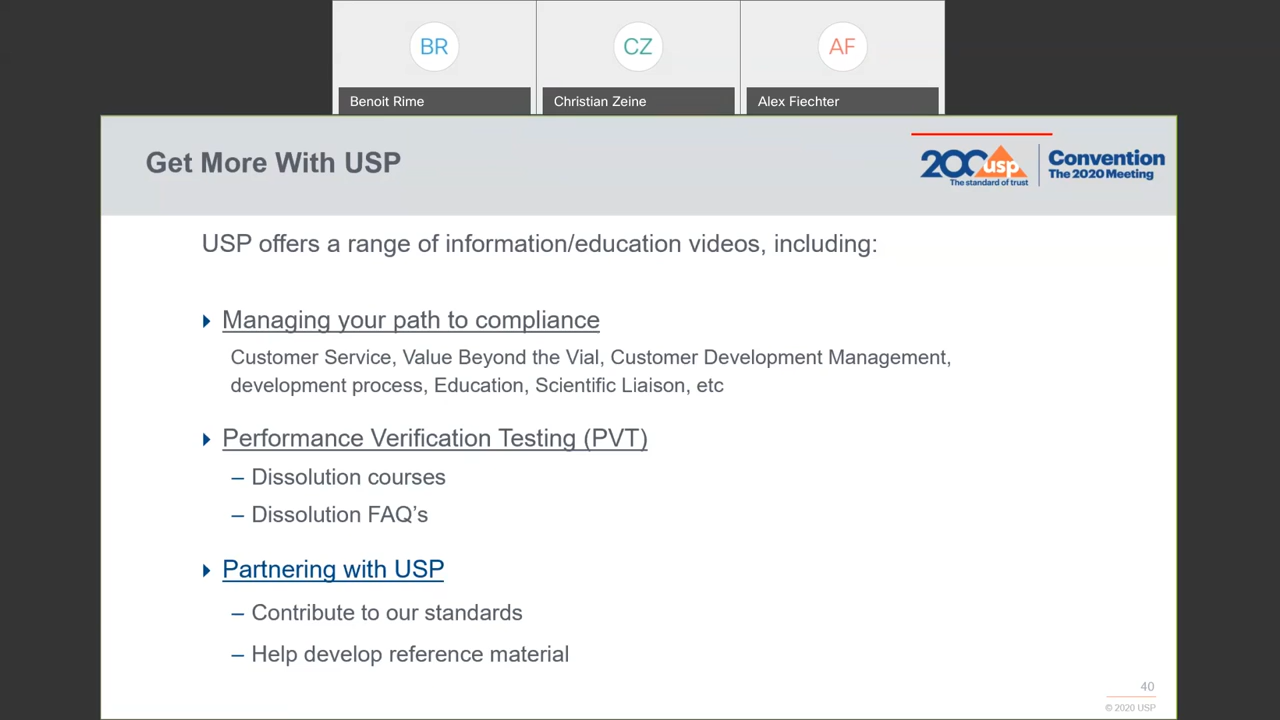 BR
CZ
AF
Benoit Rime
Christian Zeine
Alex Fiechter
Get More With USP
200 usp
The standard of trust
Convention
The 2020 Meeting
USP offers a range of information/education videos, including:
Managing your path to compliance
Customer Service, Value Beyond the Vial, Customer Development Management,
development process, Education, Scientific Liaison, etc
Performance Verification Testing (PVT)
– Dissolution courses
– Dissolution FAQ's
Partnering with USP
– Contribute to our standards
– Help develop reference material
40
© 2020 USP